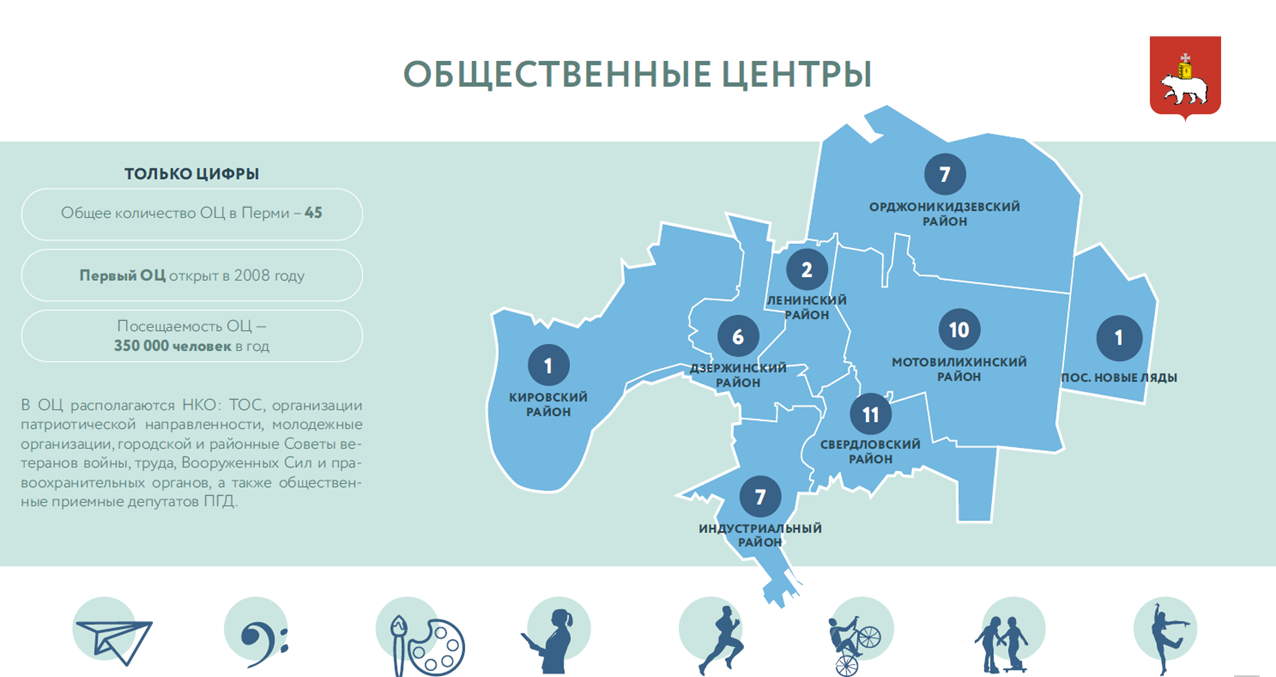 ОБЩЕСТВЕННЫЕ ЦЕНТРЫ
ТОЛЬКО ЦИФРЫ
Общее количество ОЦ в Перми – 45
Первый ОЦ открыт в 2008 году
Посещаемость ОЦ —
350 000 человек в год
В ОЦ располагаются НКО: ТОС, организации
патриотической направленности, молодежные
организации, городской и районные Советы ве-
теранов войны, труда, Вооруженных Сил и пра-
воохранительных органов, а также обществен-
ные приемные депутатов ПГД.
7
ОРДЖОНИКИДЗЕВСКИЙ
РАЙОН
2
ЛЕНИНСКИЙ
РАЙОН
6
ДЗЕРЖИНСКИЙ
РАЙОН
10
МОТОВИЛИХИНСКИЙ
РАЙОН
1
ПОС. НОВЫЕ ЛЯДЫ
1
КИРОВСКИЙ
РАЙОН
11
СВЕРДЛОВСКИЙ
РАЙОН
7
ИНДУСТРИАЛЬНЫЙ
РАЙОН